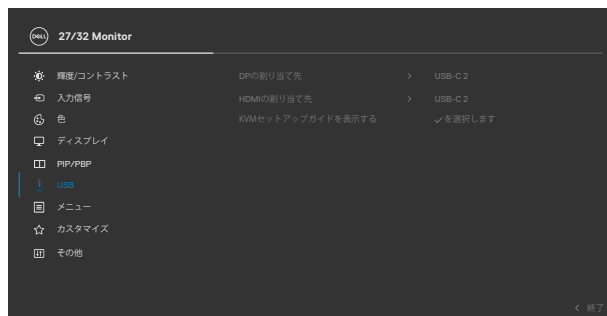 DELL
27/32 Monitor
輝度/コントラスト
DPの割り当て先 > USB-C 2
入力信号
HDMIの割り当て先 > USB-C 2
色
KVMセットアップガイドを表示する ✓を選択します
ディスプレイ
PIP/PBP
USB
メニュー
カスタマイズ
その他
< 終了